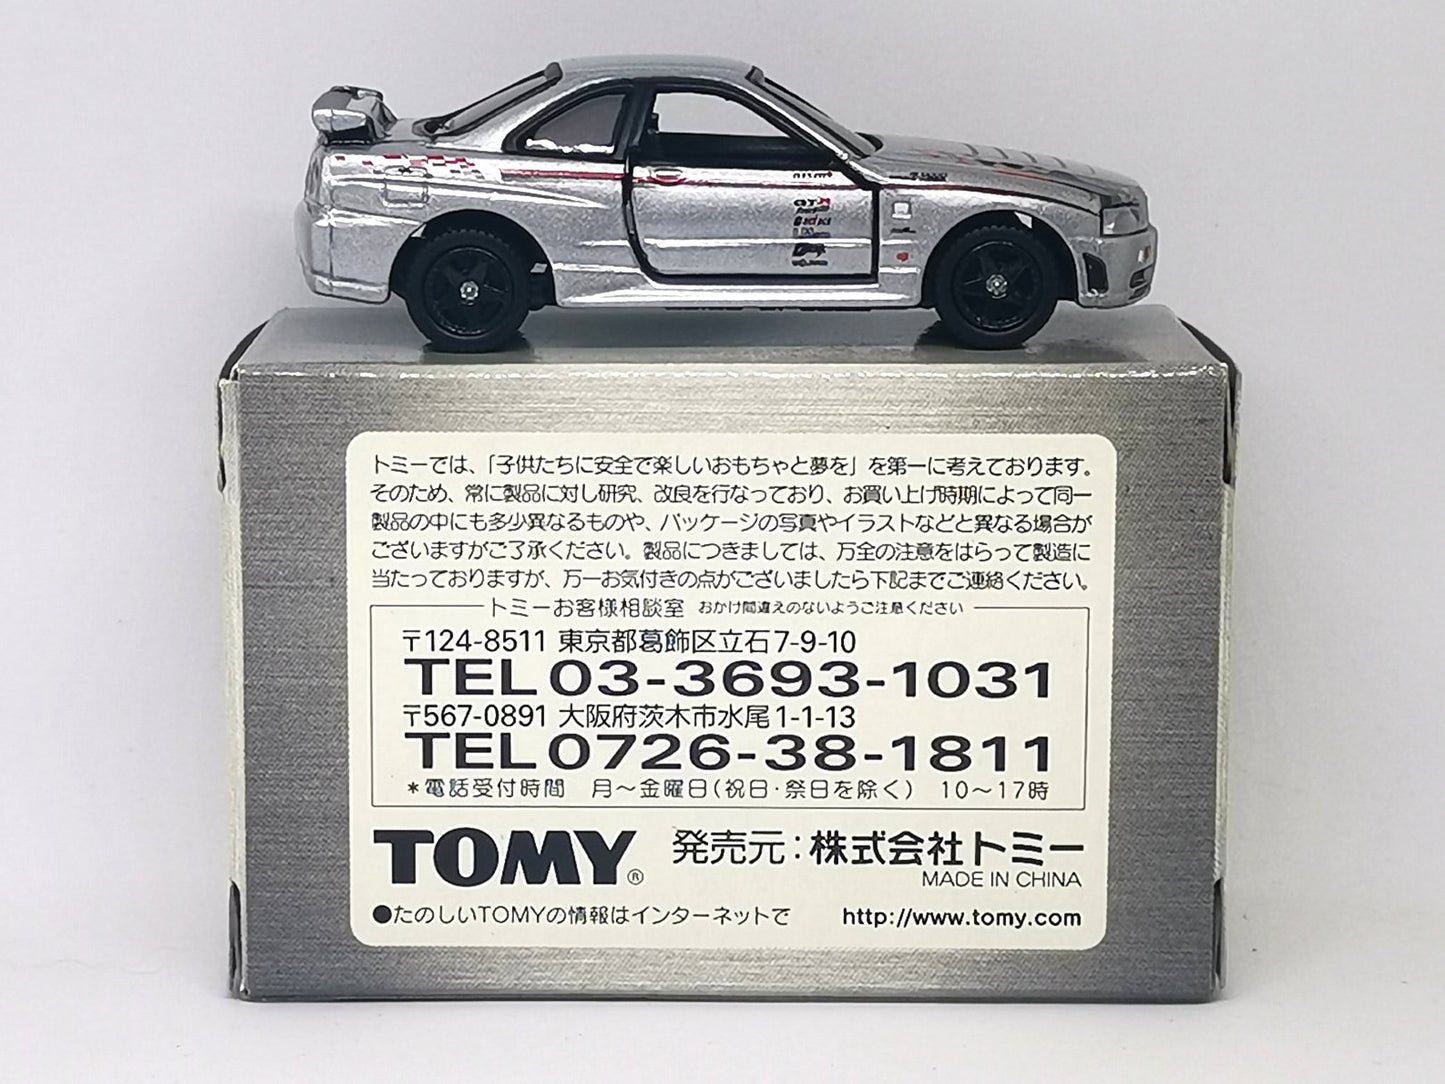 nismo
GT-R
トミーでは、「子供たちに安全で楽しいおもちゃと夢を」を第一に考えております。
そのため、常に製品に対し研究、改良を行なっており、お買い上げ時期によって同一
製品の中にも多少異なるものや、パッケージの写真やイラストなどと異なる場合が
ございますがご了承ください。製品につきましては、万全の注意をはらって製造に
当たっておりますが、万一お気付きの点がございましたら下記までご連絡ください。
トミーお客様相談室 おかけ間違えのないようご注意ください
〒124-8511 東京都葛飾区立石7-9-10
TEL 03-3693-1031
〒567-0891 大阪府茨木市水尾1-1-13
TEL 0726-38-1811
*電話受付時間 月〜金曜日(祝日・祭日を除く) 10〜17時
TOMY® 発売元:株式会社トミー
MADE IN CHINA
●たのしいTOMYの情報はインターネットで http://www.tomy.com